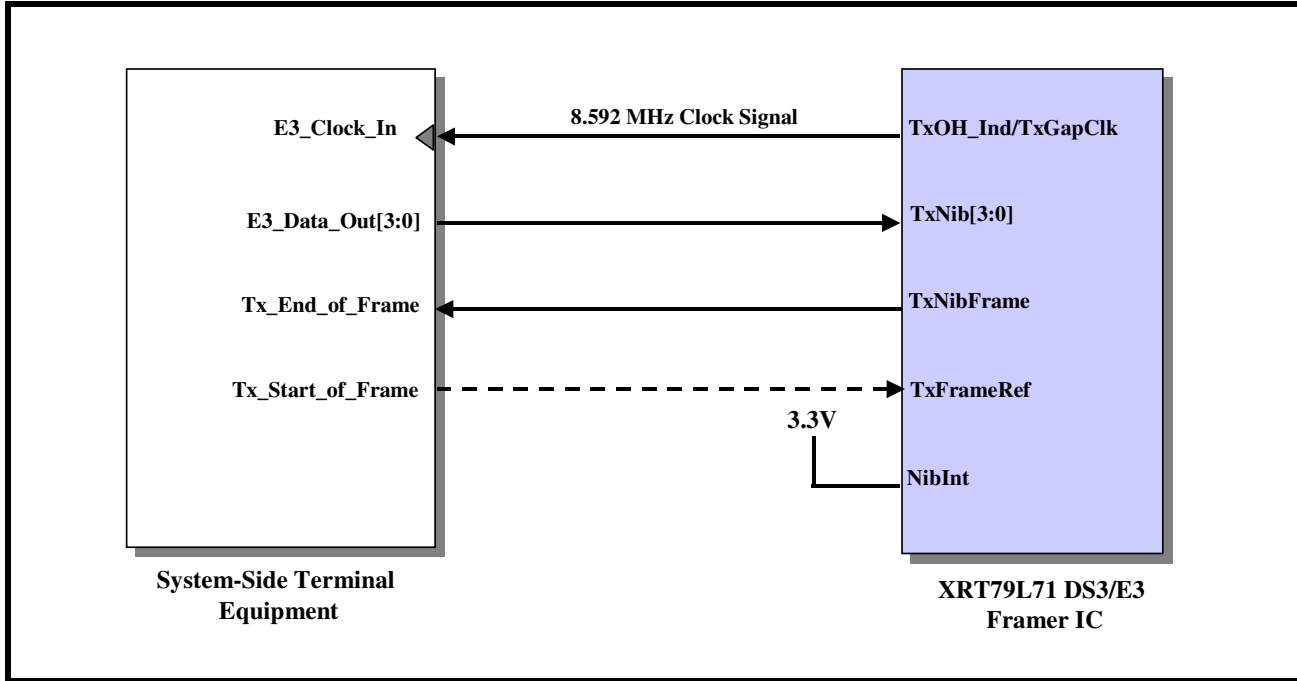 E3_Clock_In
8.592 MHz Clock Signal
TxOH_Ind/TxGapClk
E3_Data_Out[3:0]
TxNib[3:0]
Tx_End_of_Frame
TxNibFrame
Tx_Start_of_Frame
TxFrameRef
3.3V
NibInt
System-Side Terminal
Equipment
XRT79L71 DS3/E3
Framer IC